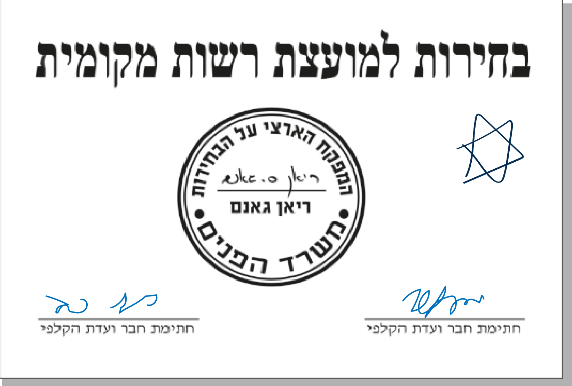 בחירות למועצת רשות מקומית
המפקח הארצי על הבחירות
ריאן גאנם
משרד הפנים
חתימת חבר ועדת הקלפי
חתימת חבר ועדת הקלפי